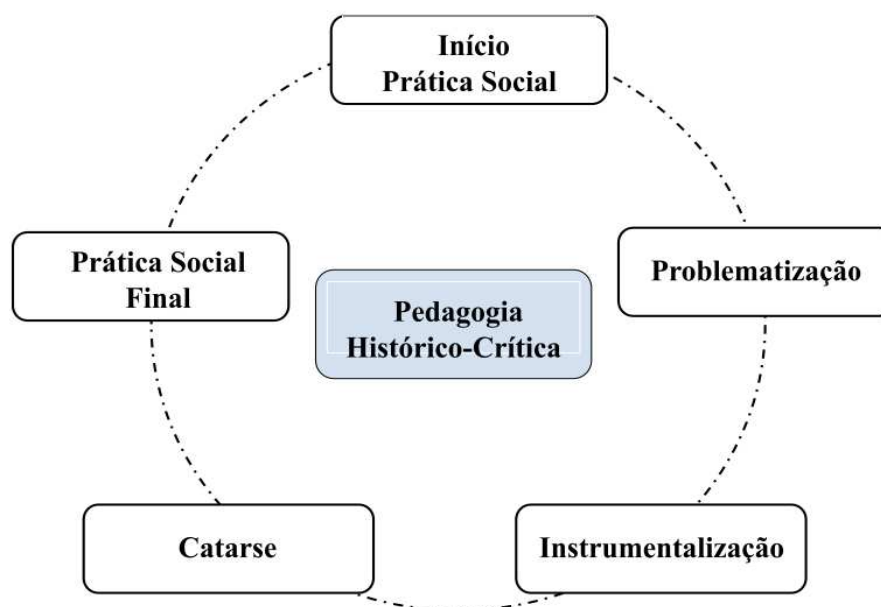 Início
Prática Social
Problematização
Instrumentalização
Catarse
Prática Social
Final
Pedagogia
Histórico-Crítica